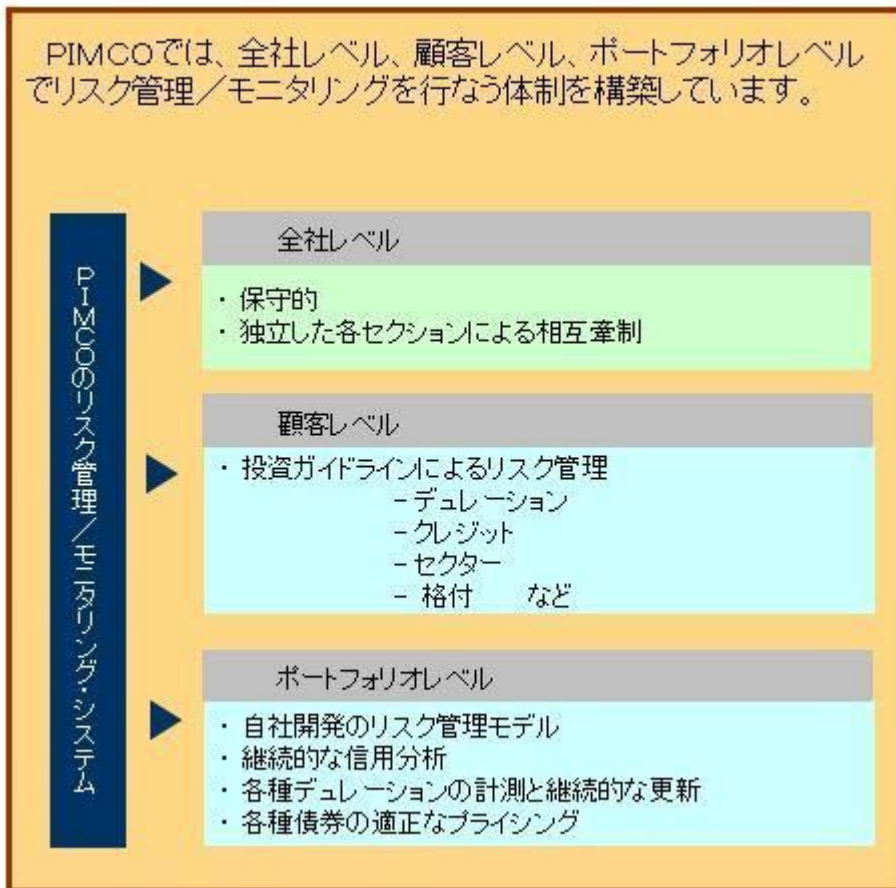 PIMCOでは、全社レベル、顧客レベル、ポートフォリオレベル
でリスク管理／モニタリングを行なう体制を構築しています。
PIMCOのリスク管理／モニタリング・システム
全社レベル
・ 保守的
・ 独立した各セクションによる相互牽制
顧客レベル
・ 投資ガイドラインによるリスク管理
－デュレーション
－クレジット
－セクター
－ 格付　　など
ポートフォリオレベル
・ 自社開発のリスク管理モデル
・ 継続的な信用分析
・ 各種デュレーションの計測と継続的な更新
・ 各種債券の適正なプライシング